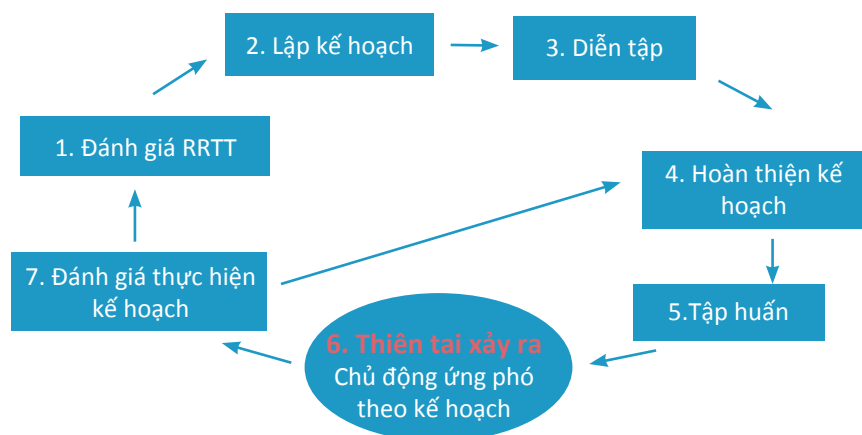 1. Đánh giá RRTT
2. Lập kế hoạch
3. Diễn tập
4. Hoàn thiện kế
hoạch
5.Tập huấn
6. Thiên tai xảy ra
Chủ động ứng phó
theo kế hoạch
7. Đánh giá thực hiện
kế hoạch